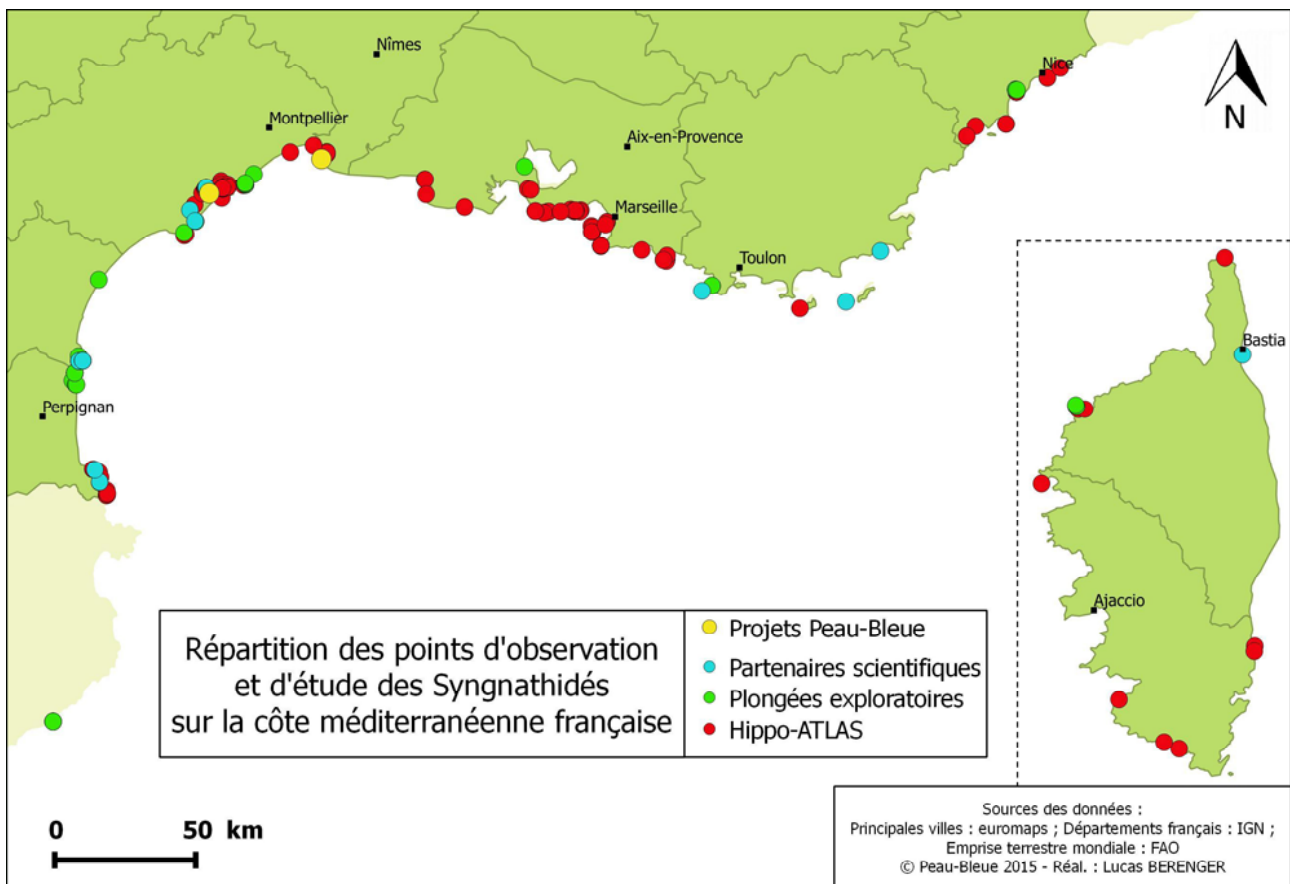 Nîmes
Nice
Montpellier
N
Aix-en-Provence
Marseille
Toulon
Bastia
Perpignan
Ajaccio
Répartition des points d'observation
et d'étude des Syngnathidés
sur la côte méditerranéenne française
Projets Peau-Bleue
Partenaires scientifiques
Plongées exploratoires
Hippo-ATLAS
0 50 km
Sources des données :
Principales villes : euromaps ; Départements français : IGN ;
Emprise terrestre mondiale : FAO
© Peau-Bleue 2015 - Réal. : Lucas BERENGER